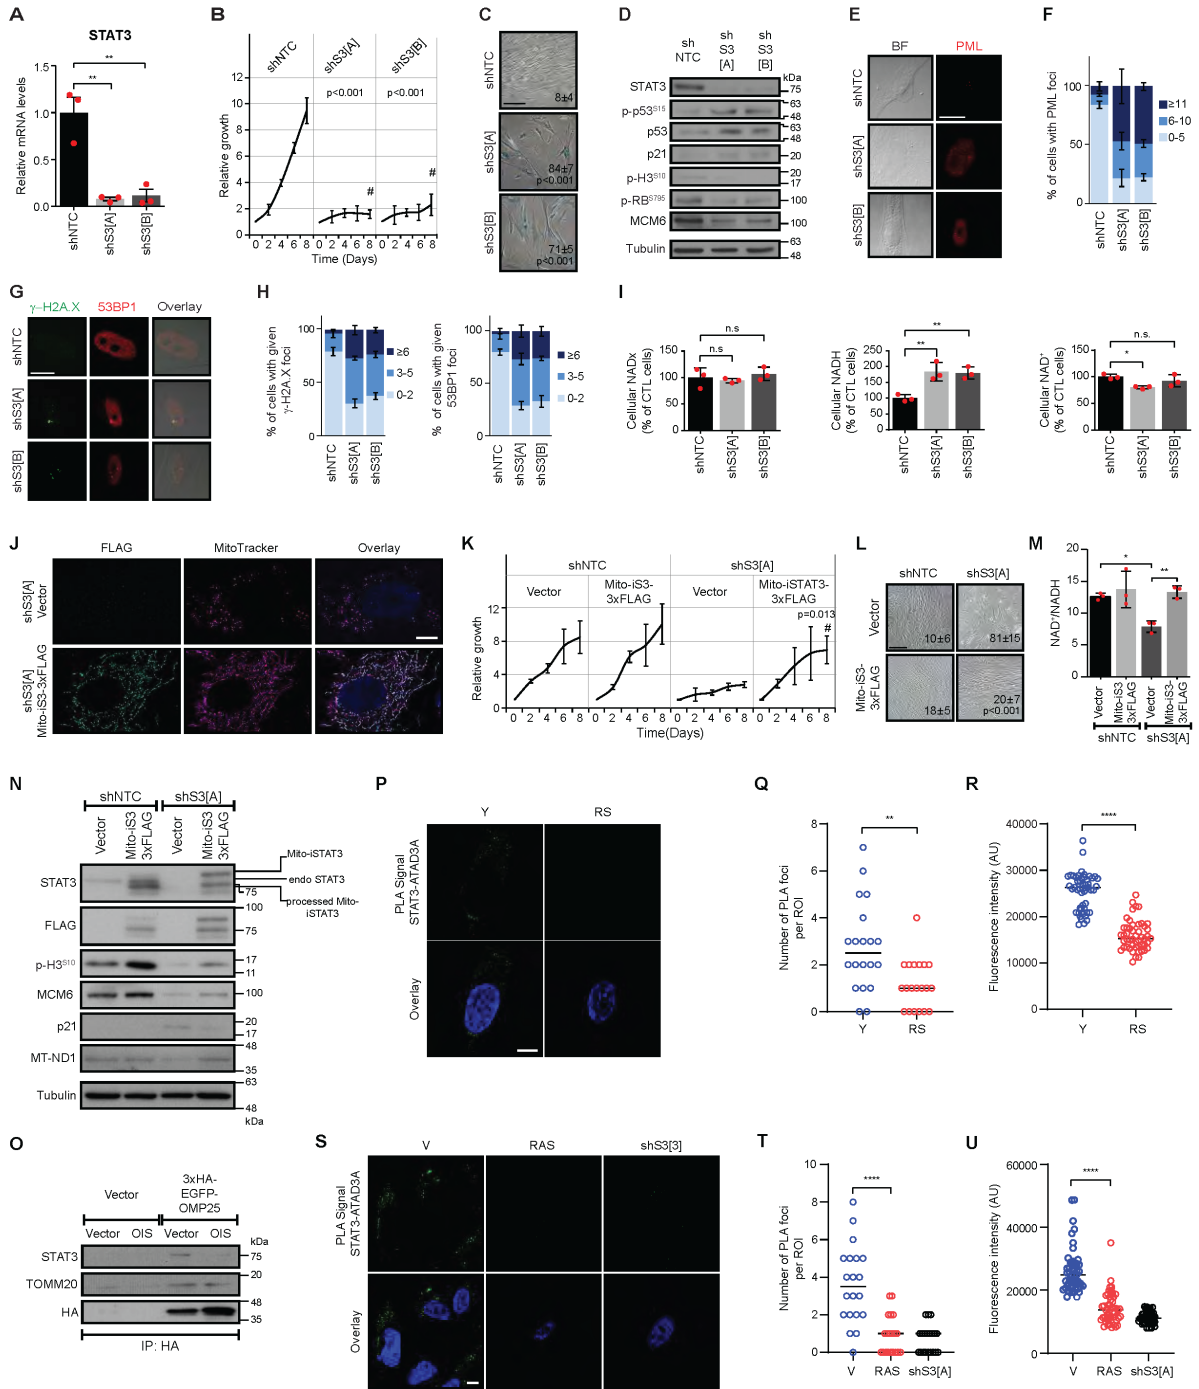 A
STAT3
Relative mRNA levels
1.5
1.0
0.5
0.0
**
**
shNTC
shS3[A]
shS3[B]
B
shNTC
shS3[A]
shS3[B]
p<0.001
p<0.001
Relative growth
12
10
8
6
4
2
0
#
#
0 2 4 6 8 0 2 4 6 8 0 2 4 6 8
Time (Days)
C
shNTC
8±4
shS3[A]
84±7
p<0.001
shS3[B]
71±5
p<0.001
D
sh NTC
sh S3 [A]
sh S3 [B]
kDa
STAT3
75
p-p53S15
63
48
p53
63
48
p21
20
p-H3S10
20
17
p-RBS795
100
MCM6
100
Tubulin
63
48
E
BF
PML
shNTC
shS3[A]
shS3[B]
F
% of cells with PML foci
100
50
0
≥11
6-10
0-5
shNTC
shS3[A]
shS3[B]
G
γ-H2A.X
53BP1
Overlay
shNTC
shS3[A]
shS3[B]
H
% of cells with given
γ-H2A.X foci
100
50
0
≥6
3-5
0-2
shNTC
shS3[A]
shS3[B]
% of cells with given
53BP1 foci
100
50
0
≥6
3-5
0-2
shNTC
shS3[A]
shS3[B]
I
Cellular NADx
(% of CTL cells)
150
100
50
0
n.s
n.s
shNTC
shS3[A]
shS3[B]
Cellular NADH
(% of CTL cells)
250
200
150
100
50
0
**
**
shNTC
shS3[A]
shS3[B]
Cellular NAD+
(% of CTL cells)
150
100
50
0
n.s.
*
shNTC
shS3[A]
shS3[B]
J
FLAG
MitoTracker
Overlay
shS3[A]
Vector
shS3[A]
Mito-iS3-3xFLAG
K
shNTC
shS3[A]
Vector
Mito-iS3-
3xFLAG
Vector
Mito-iSTAT3-
3xFLAG
p=0.013
#
Relative growth
10
5
0
0 2 4 6 8 0 2 4 6 8 0 2 4 6 8 0 2 4 6 8
Time(Days)
L
shNTC
shS3[A]
Vector
10±6
81±15
Mito-iS3-
3xFLAG
18±5
20±7
p<0.001
M
NAD+/NADH
20
15
10
5
0
*
**
Vector
Mito-iS3
3xFLAG
Vector
Mito-iS3-
3xFLAG
shNTC
shS3[A]
N
shNTC
shS3[A]
Vector
Mito-iS3
3xFLAG
Vector
Mito-iS3
3xFLAG
STAT3
Mito-iSTAT3
endo STAT3
processed Mito-
iSTAT3
75
FLAG
100
75
p-H3S10
17
11
MCM6
100
p21
20
17
MT-ND1
48
35
Tubulin
63
48
kDa
O
Vector
3xHA-
EGFP-
OMP25
Vector
OIS
Vector
OIS
kDa
STAT3
75
TOMM20
20
HA
48
35
IP: HA
P
Y
RS
PLA Signal
STAT3-ATAD3A
Overlay
Q
Number of PLA foci
per ROI
8
6
4
2
0
**
Y
RS
R
Fluorescence intensity (AU)
40000
30000
20000
10000
0
****
Y
RS
S
V
RAS
shS3[3]
PLA Signal
STAT3-ATAD3A
Overlay
T
Number of PLA foci
per ROI
10
8
6
4
2
0
****
V
RAS
shS3[A]
U
Fluorescence intensity (AU)
60000
40000
20000
0
****
V
RAS
shS3[A]